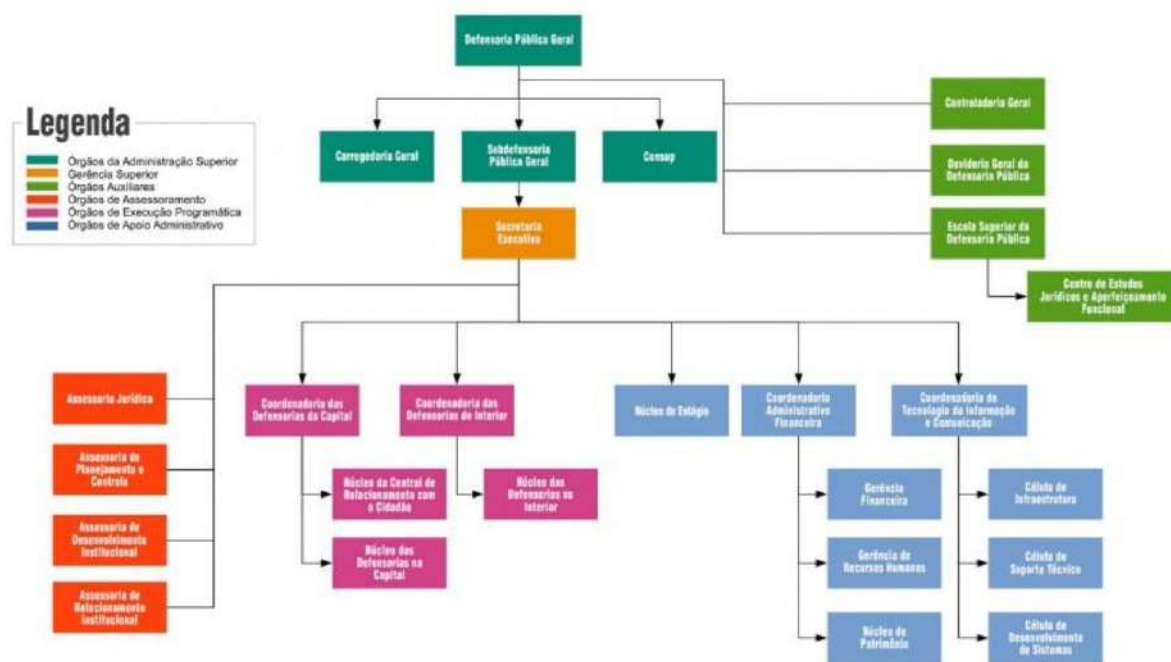 Defensoria Pública Geral
Legenda
Órgãos da Administração Superior
Gerência Superior
Órgãos Auxiliares
Órgãos de Assessoramento
Órgãos de Execução Programática
Órgãos de Apoio Administrativo
Corregedoria Geral
Subdefensoria
Pública Geral
Consup
Controladoria Geral
Ouvidoria Geral da
Defensoria Pública
Escola Superior da
Defensoria Pública
Centro de Estudos
Jurídicos e Aperfeiçoamento
Funcional
Secretaria
Executiva
Assessoria Jurídica
Assessoria de
Planejamento e
Controle
Assessoria de
Desenvolvimento
Institucional
Assessoria de
Relacionamento
Institucional
Coordenadoria das
Defensorias da Capital
Núcleo da Central de
Relacionamento com
o Cidadão
Núcleo das
Defensorias na
Capital
Coordenadoria das
Defensorias do Interior
Núcleo das
Defensorias no
Interior
Núcleo de Estágio
Coordenadoria
Administrativo
Financeira
Gerência
Financeira
Gerência de
Recursos Humanos
Núcleo de
Patrimônio
Coordenadoria de
Tecnologia da Informação
e Comunicação
Célula de
Infraestrutura
Célula de
Suporte Técnico
Célula de
Desenvolvimento
de Sistemas